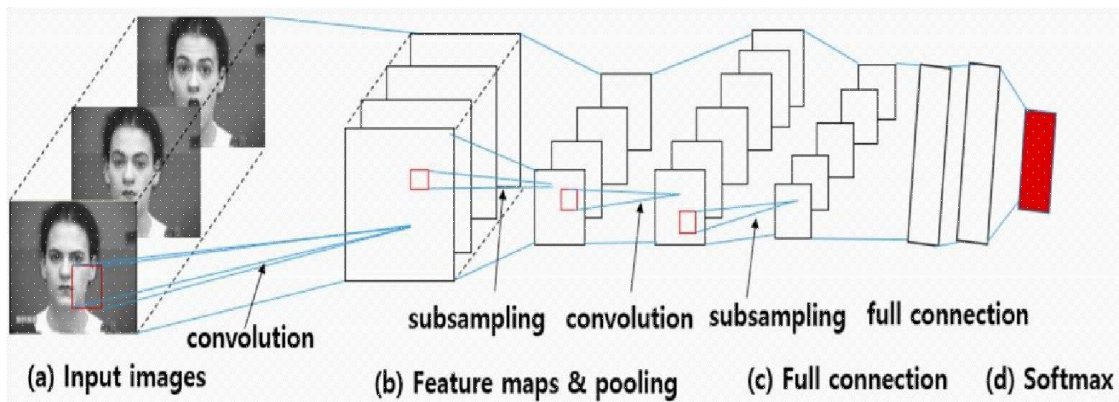 convolution
subsampling
convolution
subsampling
full connection
(a) Input images
(b) Feature maps & pooling
(c) Full connection
(d) Softmax